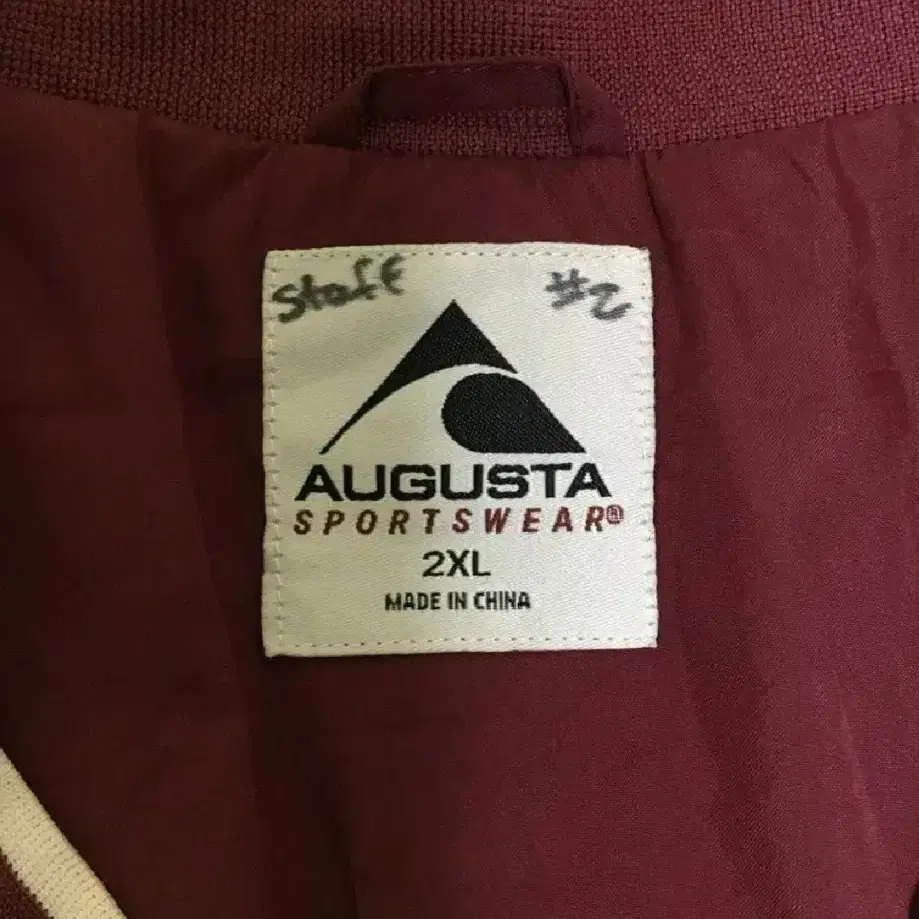 Staff #2
AUGUSTA
SPORTSWEAR®
2XL
MADE IN CHINA